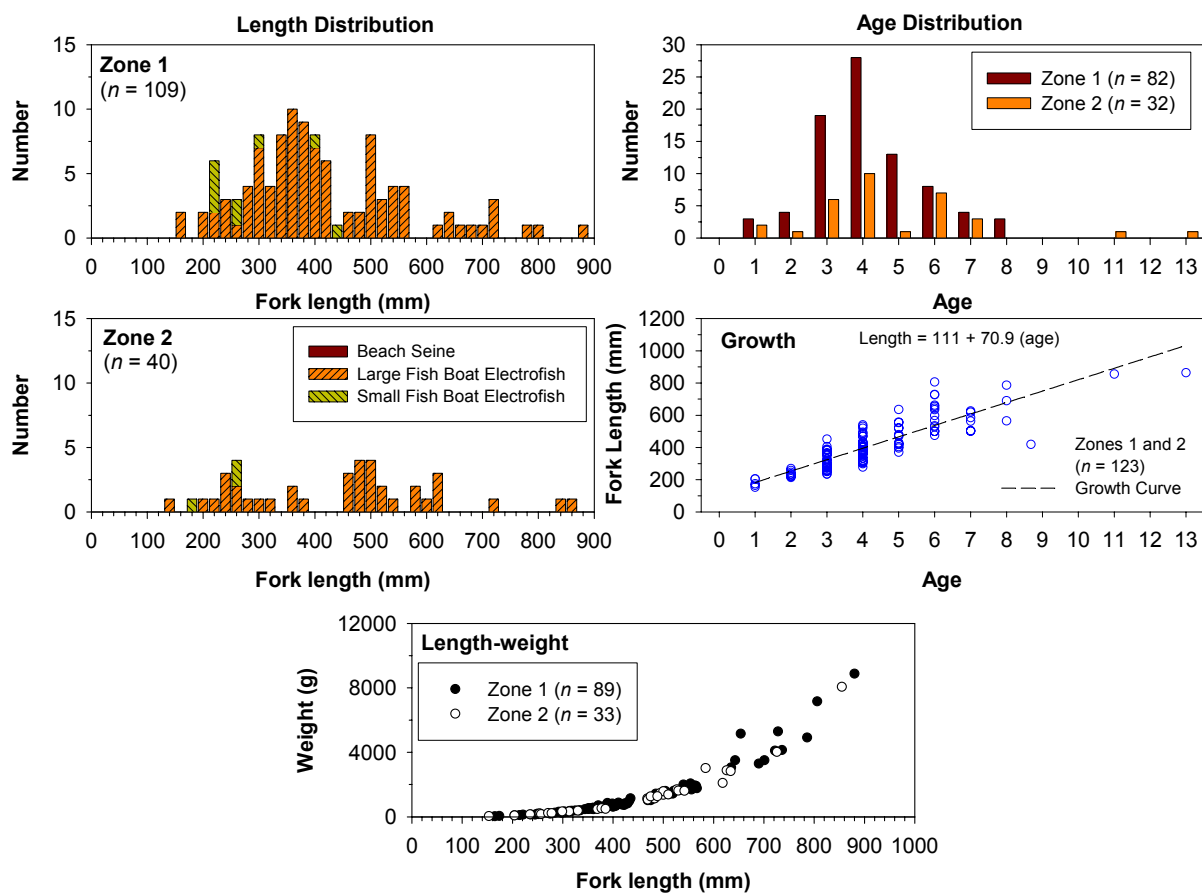 Length Distribution
15
10
5
0
Number
Zone 1
(n = 109)
0 100 200 300 400 500 600 700 800 900
Fork length (mm)
Age Distribution
30
25
20
15
10
5
0
Number
Zone 1 (n = 82)
Zone 2 (n = 32)
0 1 2 3 4 5 6 7 8 9 10 11 12 13
Age
15
10
5
0
Number
Zone 2
(n = 40)
Beach Seine
Large Fish Boat Electrofish
Small Fish Boat Electrofish
0 100 200 300 400 500 600 700 800 900
Fork length (mm)
1200
1000
800
600
400
200
0
Fork Length (mm)
Growth
Length = 111 + 70.9 (age)
Zones 1 and 2
(n = 123)
Growth Curve
0 1 2 3 4 5 6 7 8 9 10 11 12 13
Age
12000
8000
4000
0
Weight (g)
Length-weight
Zone 1 (n = 89)
Zone 2 (n = 33)
0 100 200 300 400 500 600 700 800 900 1000
Fork length (mm)